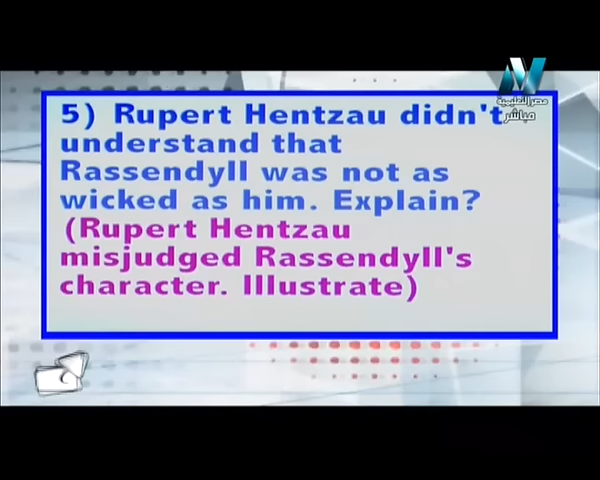 مصر التعليمية
مباشر
5) Rupert Hentzau didn't
understand that
Rassendyll was not as
wicked as him. Explain?
(Rupert Hentzau
misjudged Rassendyll's
character. Illustrate)